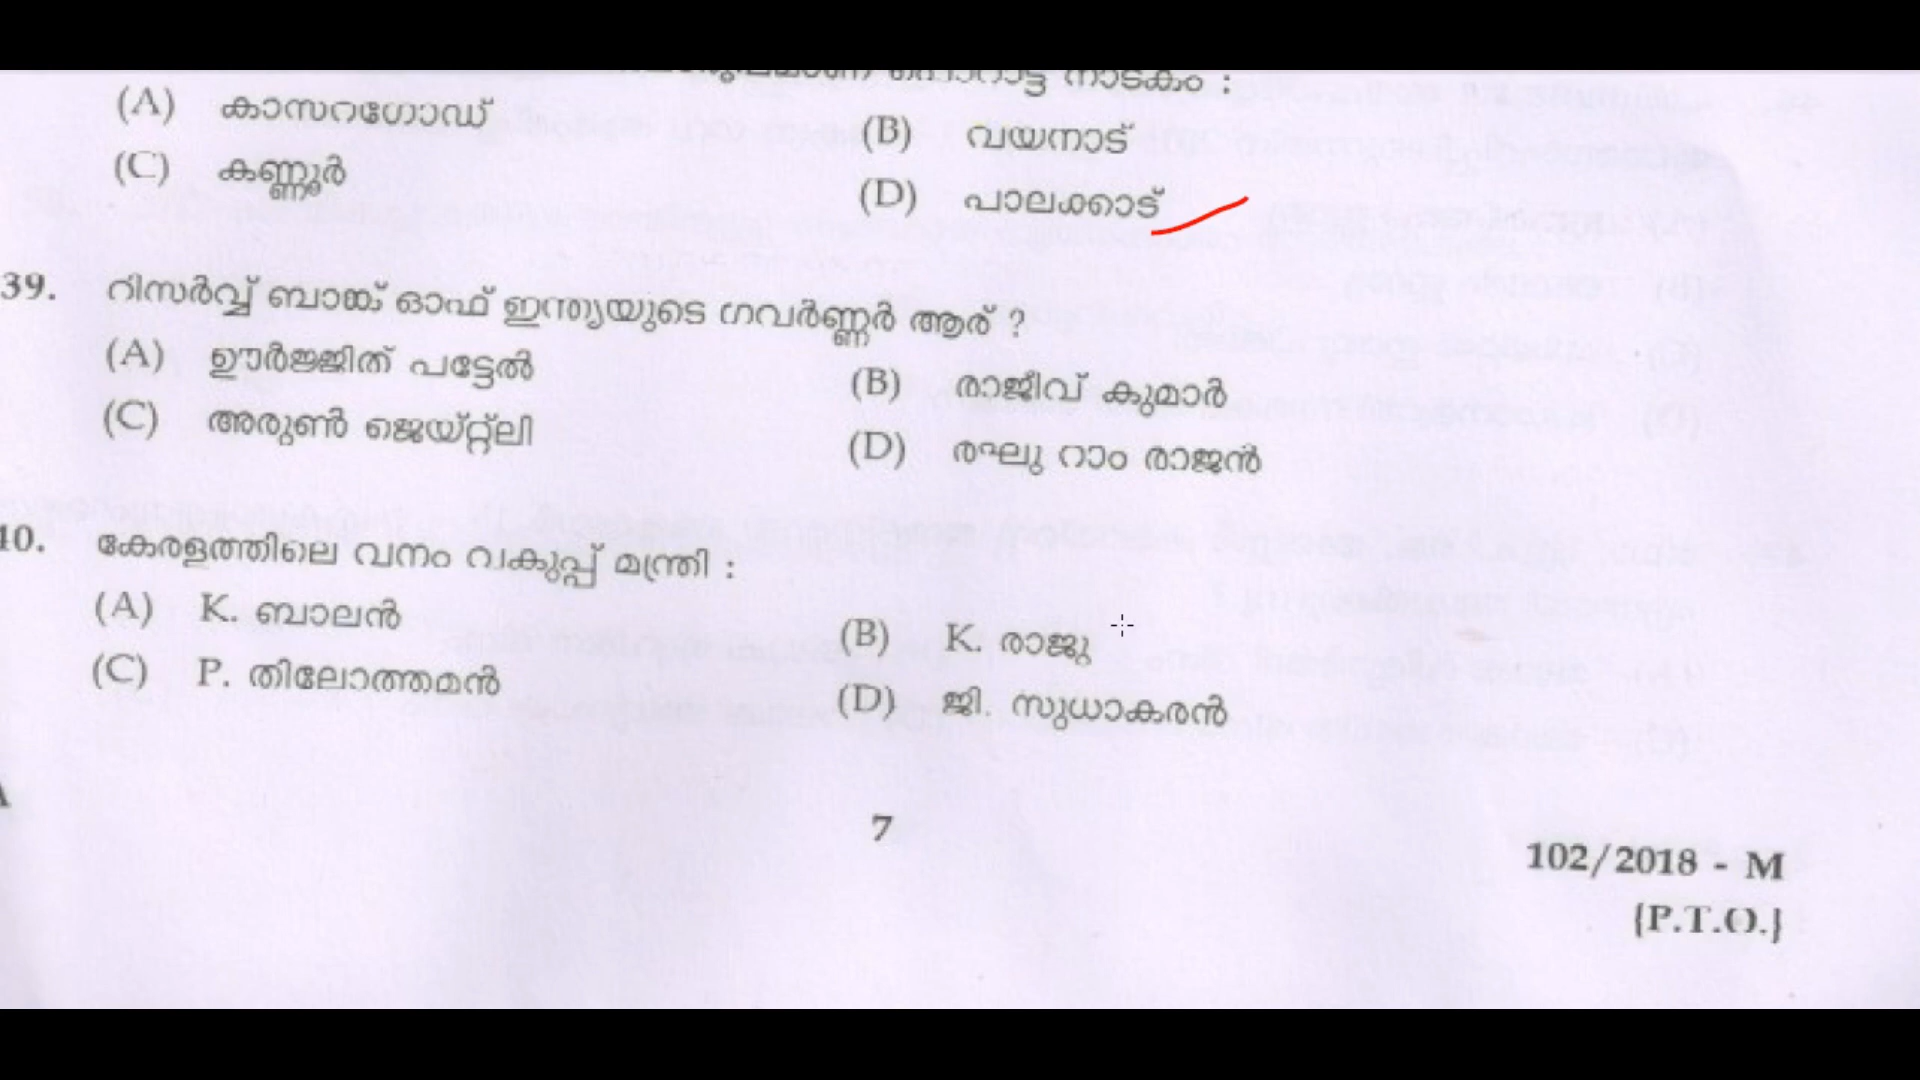 നാടകം :
(A) കാസറഗോഡ് (B) വയനാട്
(C) കണ്ണൂർ (D) പാലക്കാട്
39. റിസർവ്വ് ബാങ്ക് ഓഫ് ഇന്ത്യയുടെ ഗവർണ്ണർ ആര് ?
(A) ഊർജ്ജിത് പട്ടേൽ (B) രാജീവ് കുമാർ
(C) അരുൺ ജെയ്റ്റ്ലി (D) രഘു റാം രാജൻ
40. കേരളത്തിലെ വനം വകുപ്പ് മന്ത്രി :
(A) K. ബാലൻ (B) K. രാജു
(C) P. തിലോത്തമൻ (D) ജി. സുധാകരൻ
A
7
102/2018 - M
{P.T.O.}